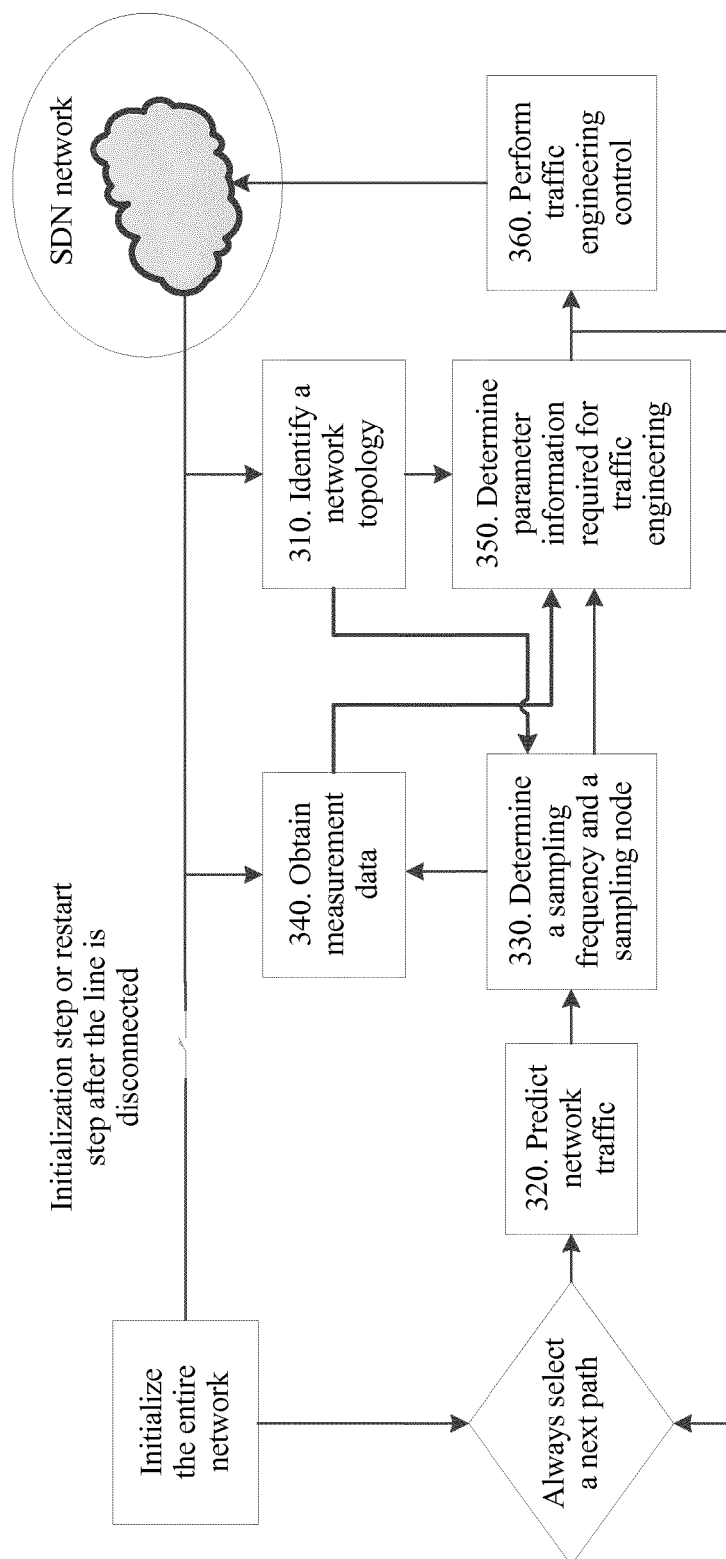 Initialization step or restart
step after the line is
disconnected
SDN network
Initialize
the entire
network
340. Obtain
measurement
data
310. Identify a
network
topology
Always select
a next path
320. Predict
network
traffic
330. Determine
a sampling
frequency and a
sampling node
350. Determine
parameter
information
required for
traffic
engineering
360. Perform
traffic
engineering
control